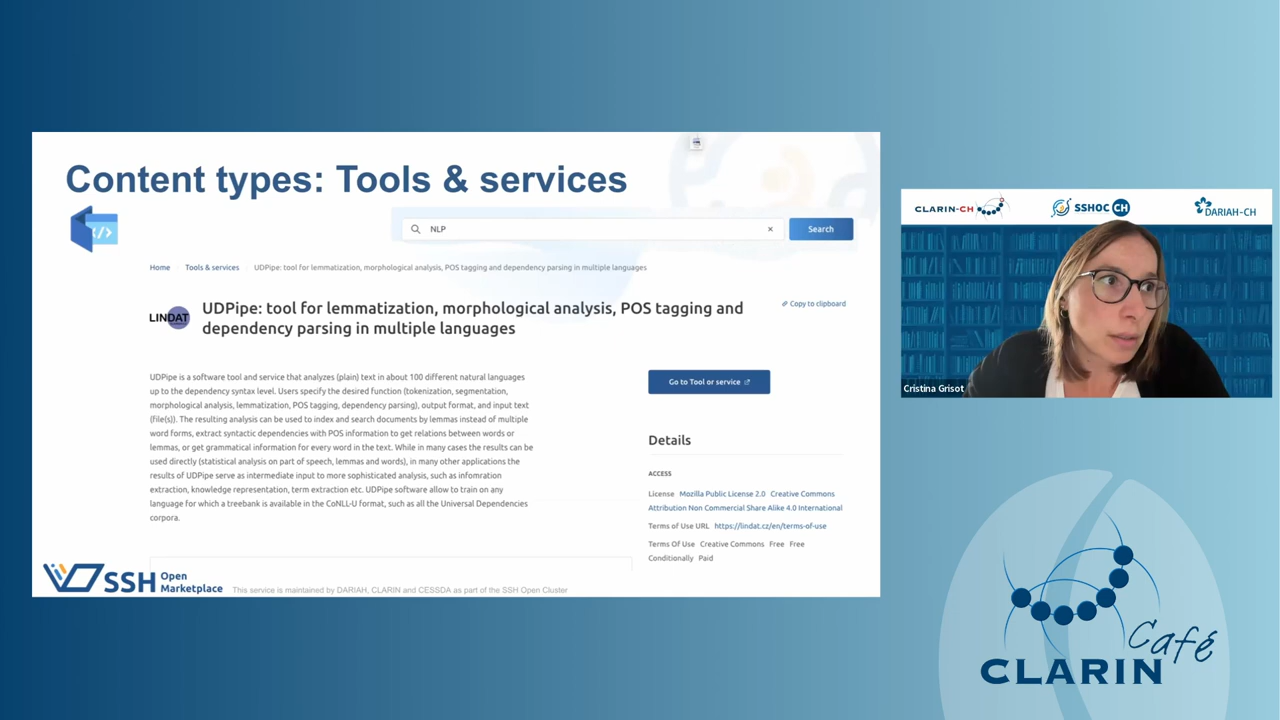 Content types: Tools & services
NLP
×
Search
Home
Tools & services
UDPipe: tool for lemmatization, morphological analysis, POS tagging and dependency parsing in multiple languages
LINDAT
UDPipe: tool for lemmatization, morphological analysis, POS tagging and
dependency parsing in multiple languages
Copy to clipboard
UDPipe is a software tool and service that analyzes (plain) text in about 100 different natural languages
up to the dependency syntax level. Users specify the desired function (tokenization, segmentation,
morphological analysis, lemmatization, POS tagging, dependency parsing), output format, and input text
(file(s)). The resulting analysis can be used to index and search documents by lemmas instead of multiple
word forms, extract syntactic dependencies with POS information to get relations between words or
lemmas, or get grammatical information for every word in the text. While in many cases the results can be
used directly (statistical analysis on part of speech, lemmas and words), in many other applications the
results of UDPipe serve as intermediate input to more sophisticated analysis, such as infomration
extraction, knowledge representation, term extraction etc. UDPipe software allow to train on any
language for which a treebank is available in the CoNLL-U format, such as all the Universal Dependencies
corpora.
Go to Tool or service
Details
ACCESS
License Mozilla Public License 2.0 Creative Commons
Attribution Non Commercial Share Alike 4.0 International
Terms of Use URL https://lindat.cz/en/terms-of-use
Terms Of Use Creative Commons Free Free
Conditionally Paid
SSH Open
Marketplace
This service is maintained by DARIAH, CLARIN and CESSDA as part of the SSH Open Cluster
CLARIN-CH
SSHOC CH
DARIAH-CH
Cristina Grisot
Café
CLARIN